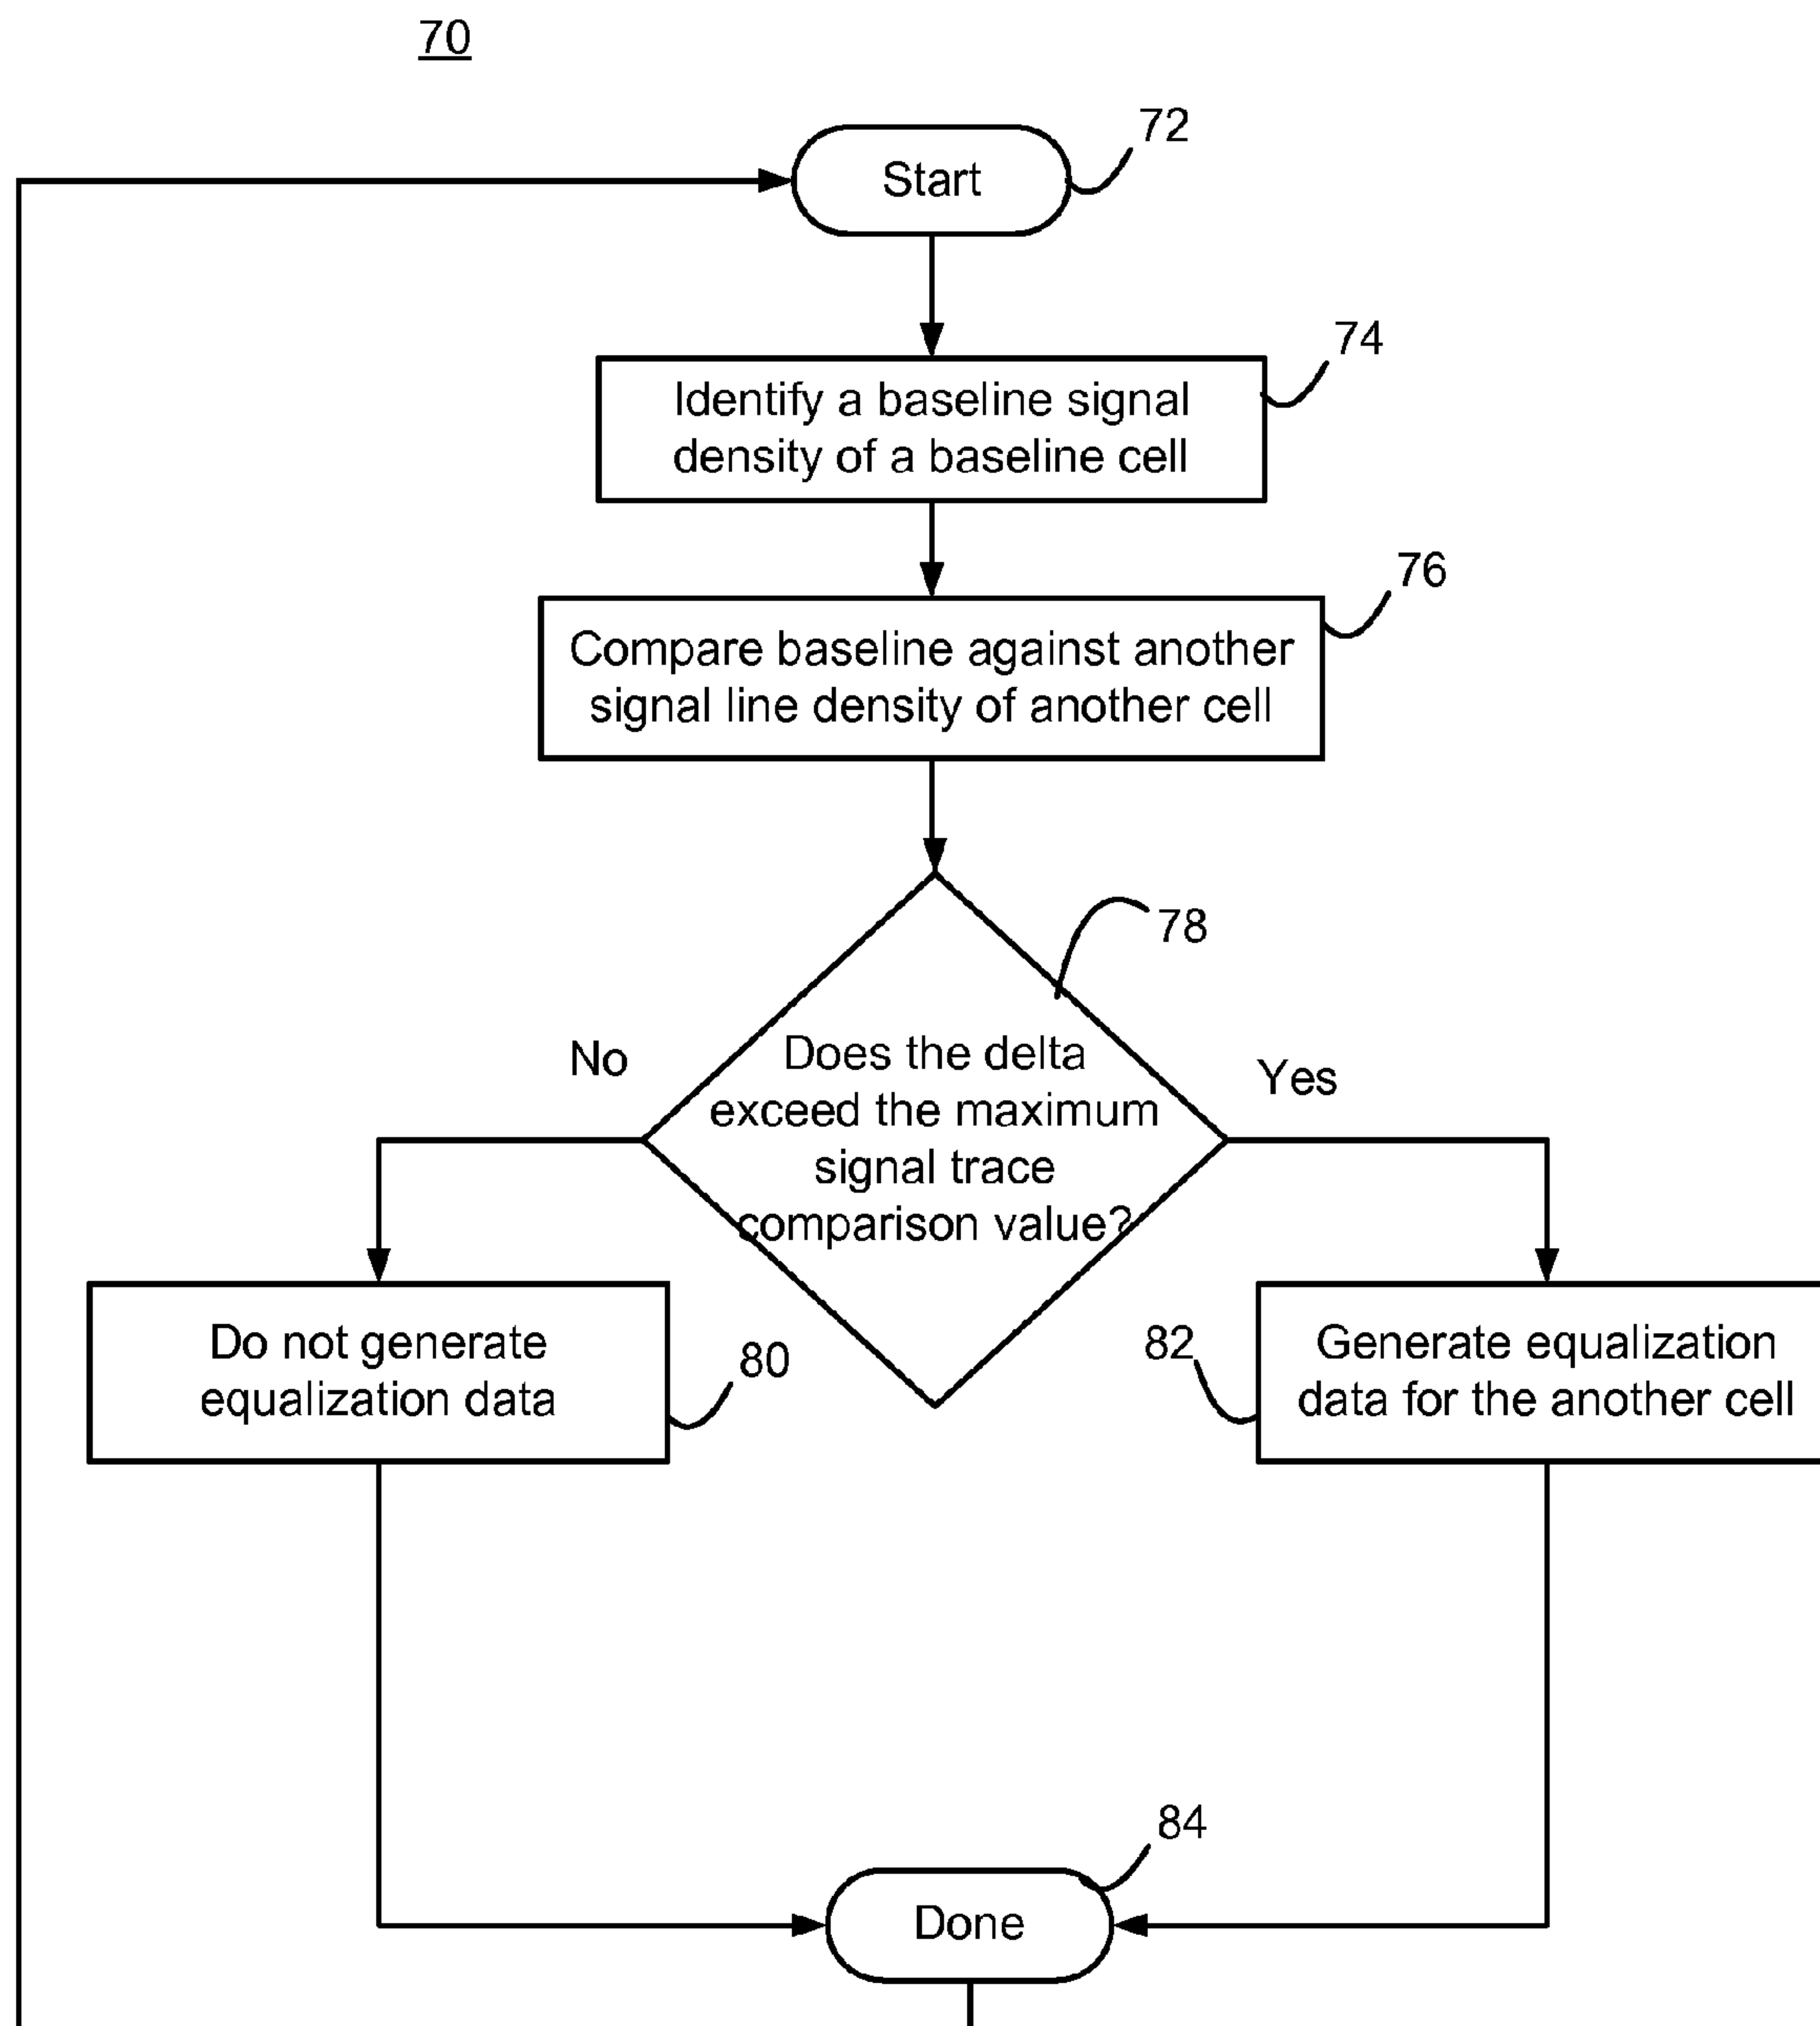 70
72
Start
74
Identify a baseline signal
density of a baseline cell
76
Compare baseline against another
signal line density of another cell
78
No
Yes
Does the delta
exceed the maximum
signal trace
comparison value?
Do not generate
equalization data
80
82
Generate equalization
data for the another cell
84
Done